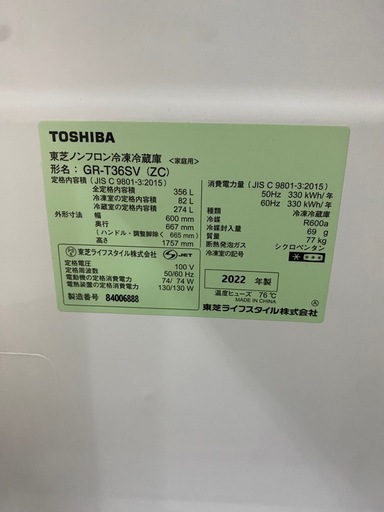 TOSHIBA
東芝ノンフロン冷凍冷蔵庫 <家庭用>
形名: GR-T36SV (ZC)
定格内容積 (JIS C 9801-3:2015)
全定格内容積 356 L
冷凍室の定格内容積 82 L
冷蔵室の定格内容積 274 L
外形寸法 幅 600 mm
奥行 667 mm
(ハンドル・調整脚除く 665 mm)
高さ 1757 mm
東芝ライフスタイル株式会社 S JET
定格電圧 100 V
定格周波数 50/60 Hz
電動機の定格消費電力 74/ 74 W
電熱装置の定格消費電力 130/130 W
製造番号 84006888
消費電力量 (JIS C 9801-3:2015)
50Hz 330 kWh/年
60Hz 330 kWh/年
種類 冷凍冷蔵庫
冷媒 R600a
冷媒封入量 69 g
質量 77 kg
断熱発泡ガス シクロペンタン
冷凍室の記号
2022 年製
温度ヒューズ 76℃
MADE IN CHINA
東芝ライフスタイル株式会社